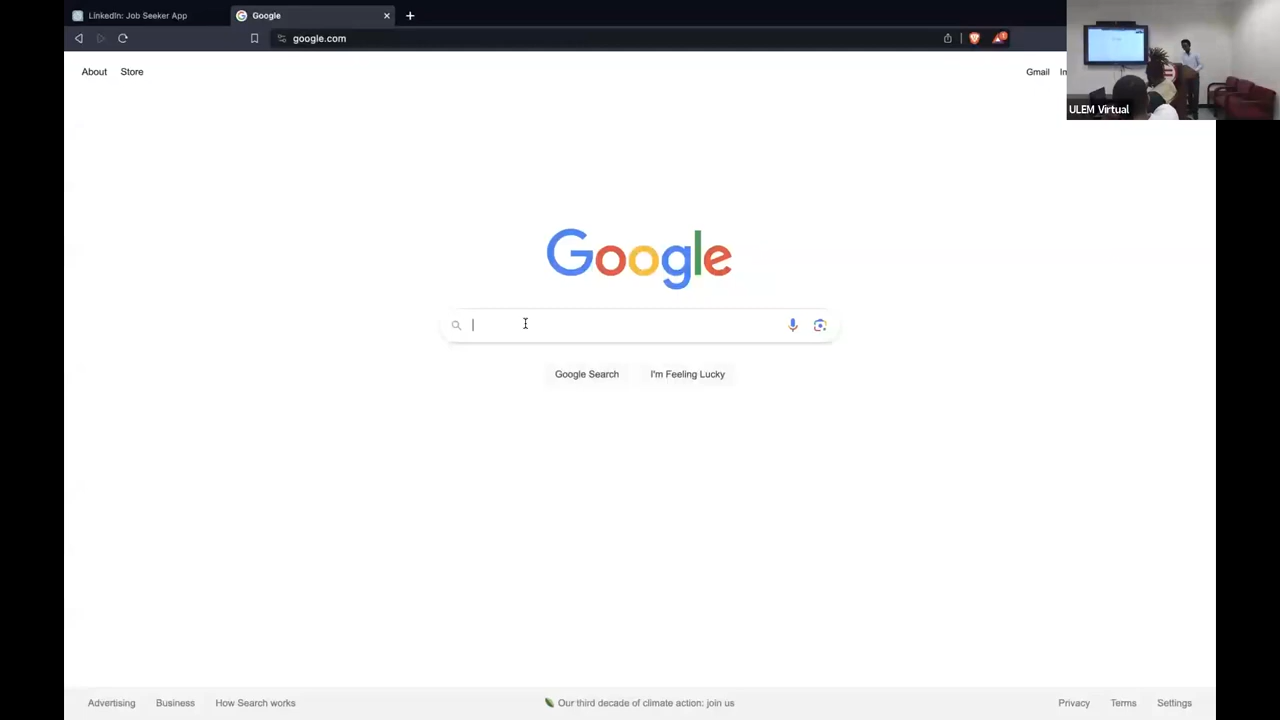 LinkedIn: Job Seeker App
Google
google.com
About Store
Gmail
ULEM Virtual
Google
Google Search I'm Feeling Lucky
Advertising Business How Search works
Our third decade of climate action: join us
Privacy Terms Settings